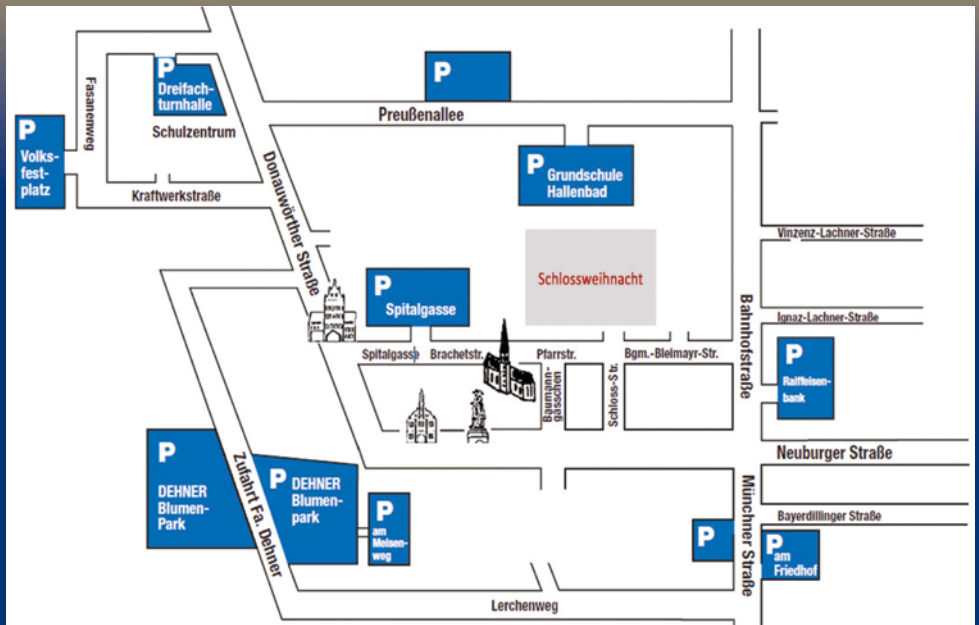 P
Dreifach-
turnhalle
Schulzentrum
Fasanenweg
P
Volks-
fest-
platz
Kraftwerkstraße
P
Preußenallee
Donauwörther Straße
P
Grundschule
Hallenbad
Vinzenz-Lachner-Straße
Schlossweihnacht
P
Spitalgasse
Bahnhofstraße
Ignaz-Lachner-Straße
Spitalgasse
Brachetstr.
Pfarrstr.
Bgm.-Bleimayr-Str.
P
Raiffeisen-
bank
Baumann-
gässchen
Schloss-Str.
Neuburger Straße
P
DEHNER
Blumen-
Park
Zufahrt Fa. Dehner
P
DEHNER
Blumen-
park
P
am
Meisen-
weg
Münchner Straße
Bayerdillinger Straße
P
P
am
Friedhof
Lerchenweg